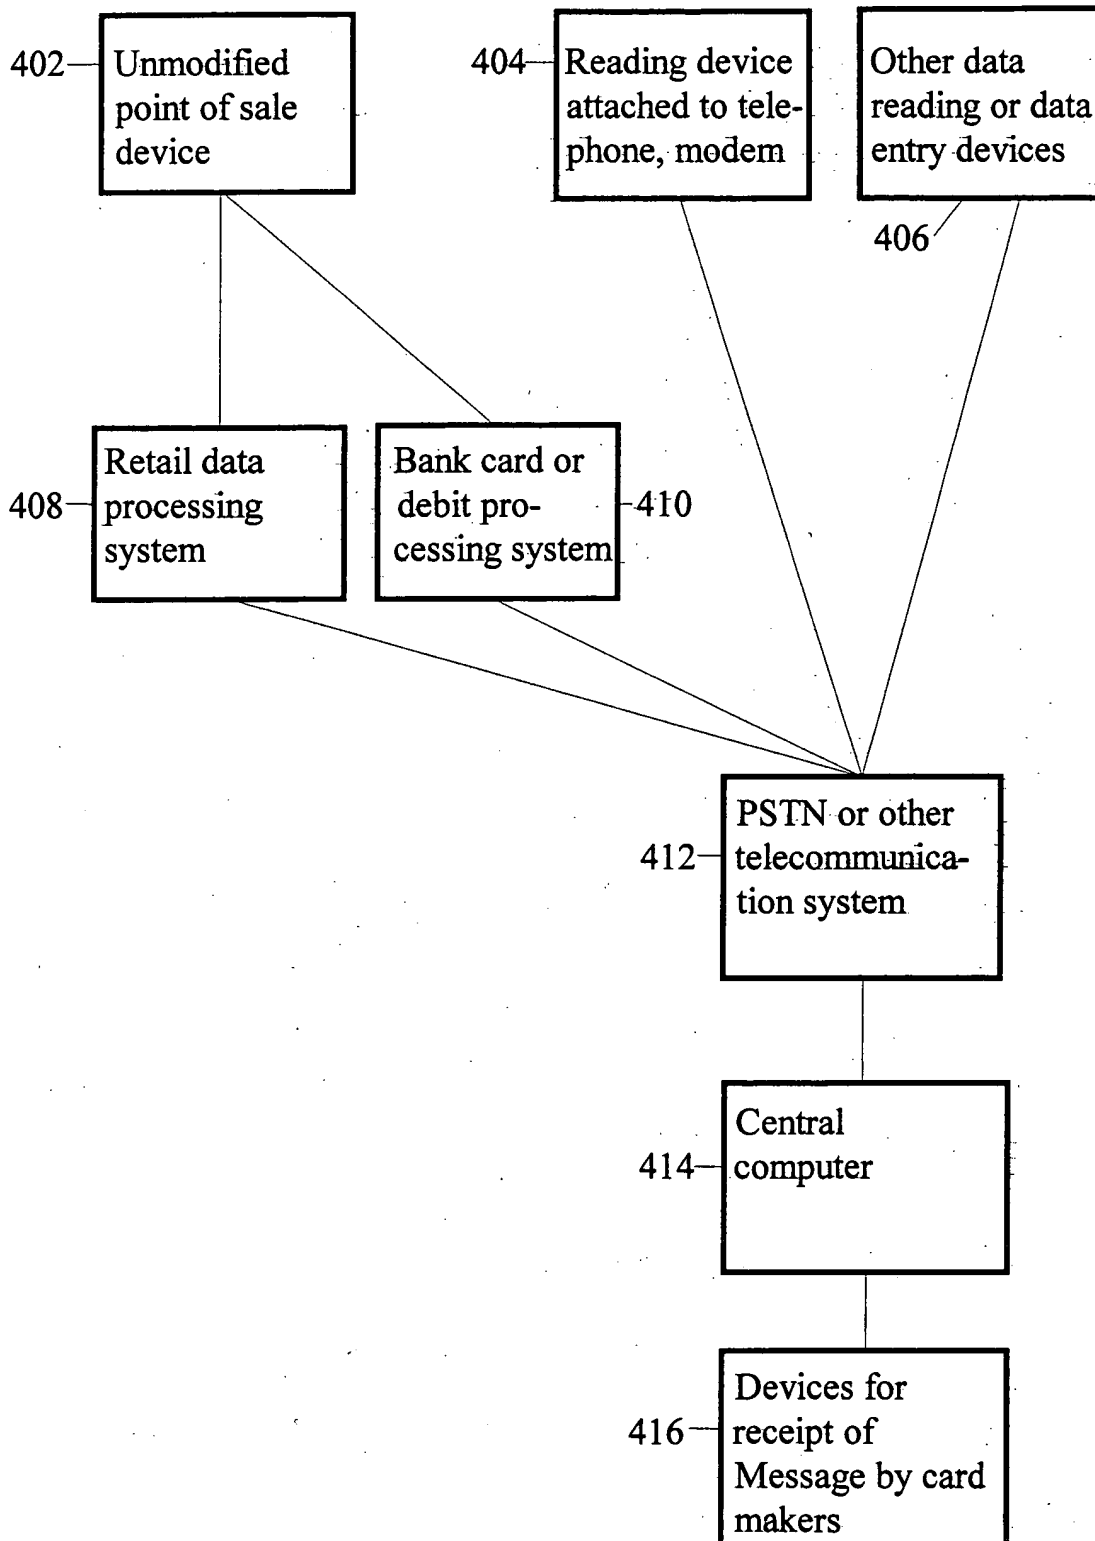 402
Unmodified
point of sale
device
404
Reading device
attached to tele-
phone, modem
Other data
reading or data
entry devices
406
408
Retail data
processing
system
Bank card or
debit pro-
cessing system
410
412
PSTN or other
telecommunica-
tion system
414
Central
computer
416
Devices for
receipt of
Message by card
makers